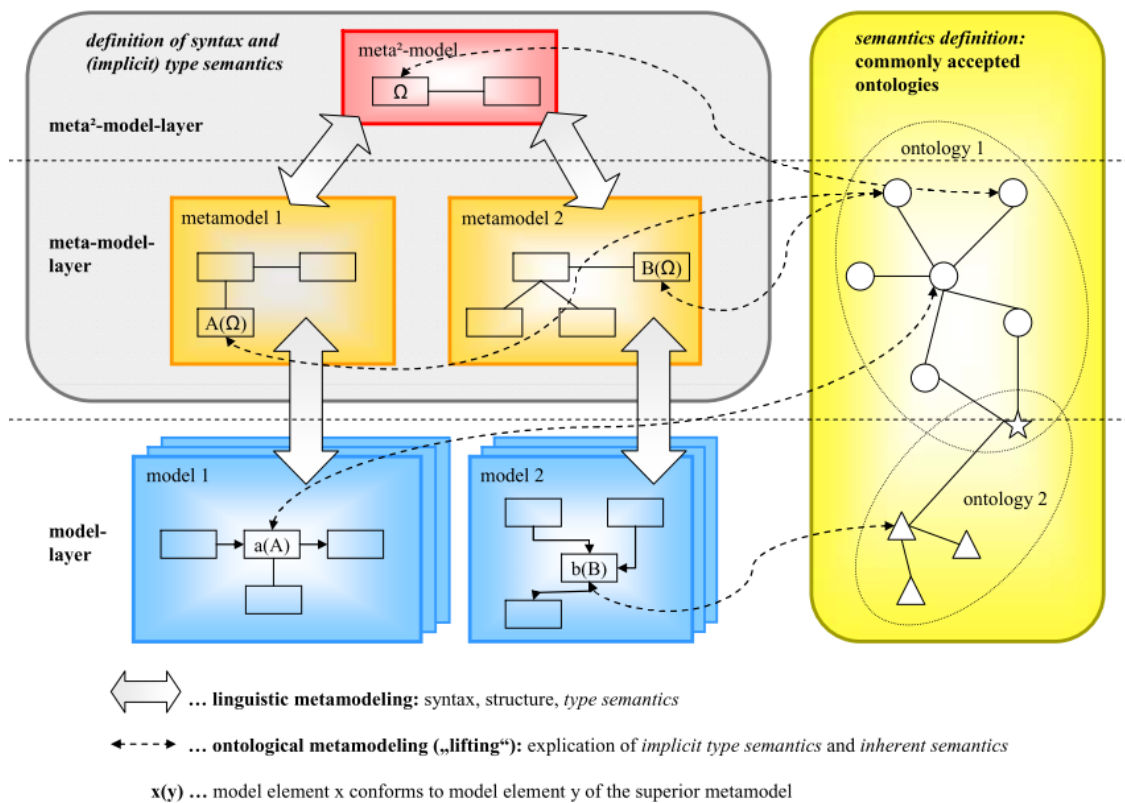 definition of syntax and
(implicit) type semantics
meta²-model
Ω
meta²-model-layer
semantics definition:
commonly accepted
ontologies
ontology 1
metamodel 1
A(Ω)
metamodel 2
B(Ω)
meta-model-
layer
model 1
a(A)
model 2
b(B)
model-
layer
ontology 2
... linguistic metamodeling: syntax, structure, type semantics
... ontological metamodeling („lifting“): explication of implicit type semantics and inherent semantics
x(y) ... model element x conforms to model element y of the superior metamodel